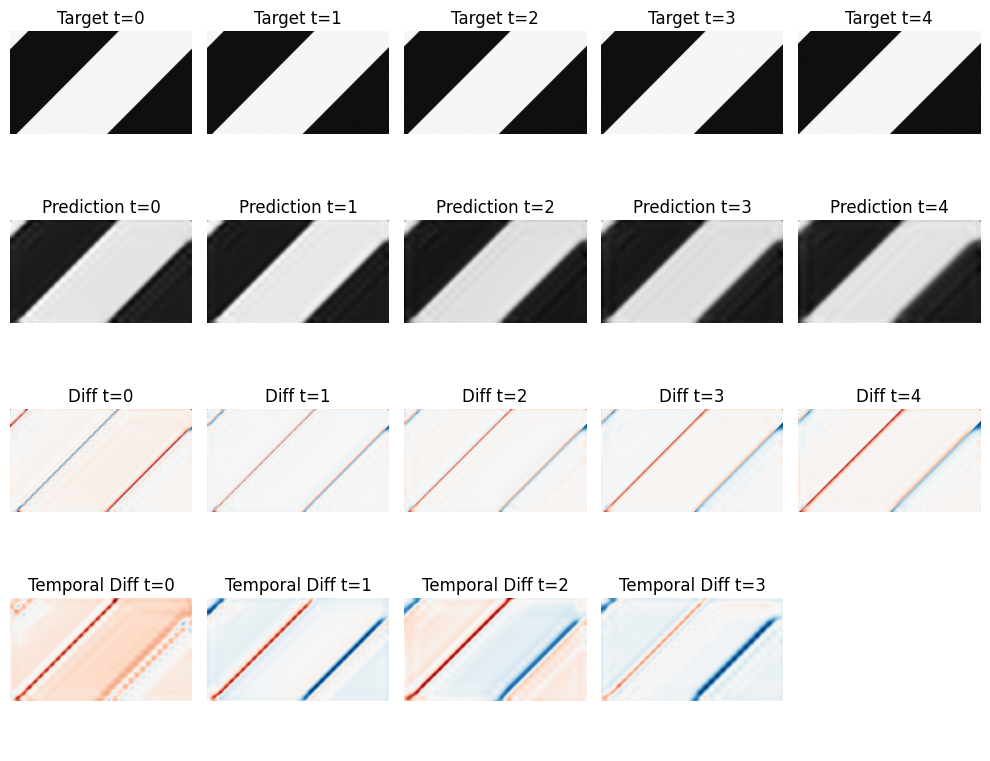 Target t=0 Target t=1 Target t=2 Target t=3 Target t=4
Prediction t=0 Prediction t=1 Prediction t=2 Prediction t=3 Prediction t=4
Diff t=0 Diff t=1 Diff t=2 Diff t=3 Diff t=4
Temporal Diff t=0 Temporal Diff t=1 Temporal Diff t=2 Temporal Diff t=3